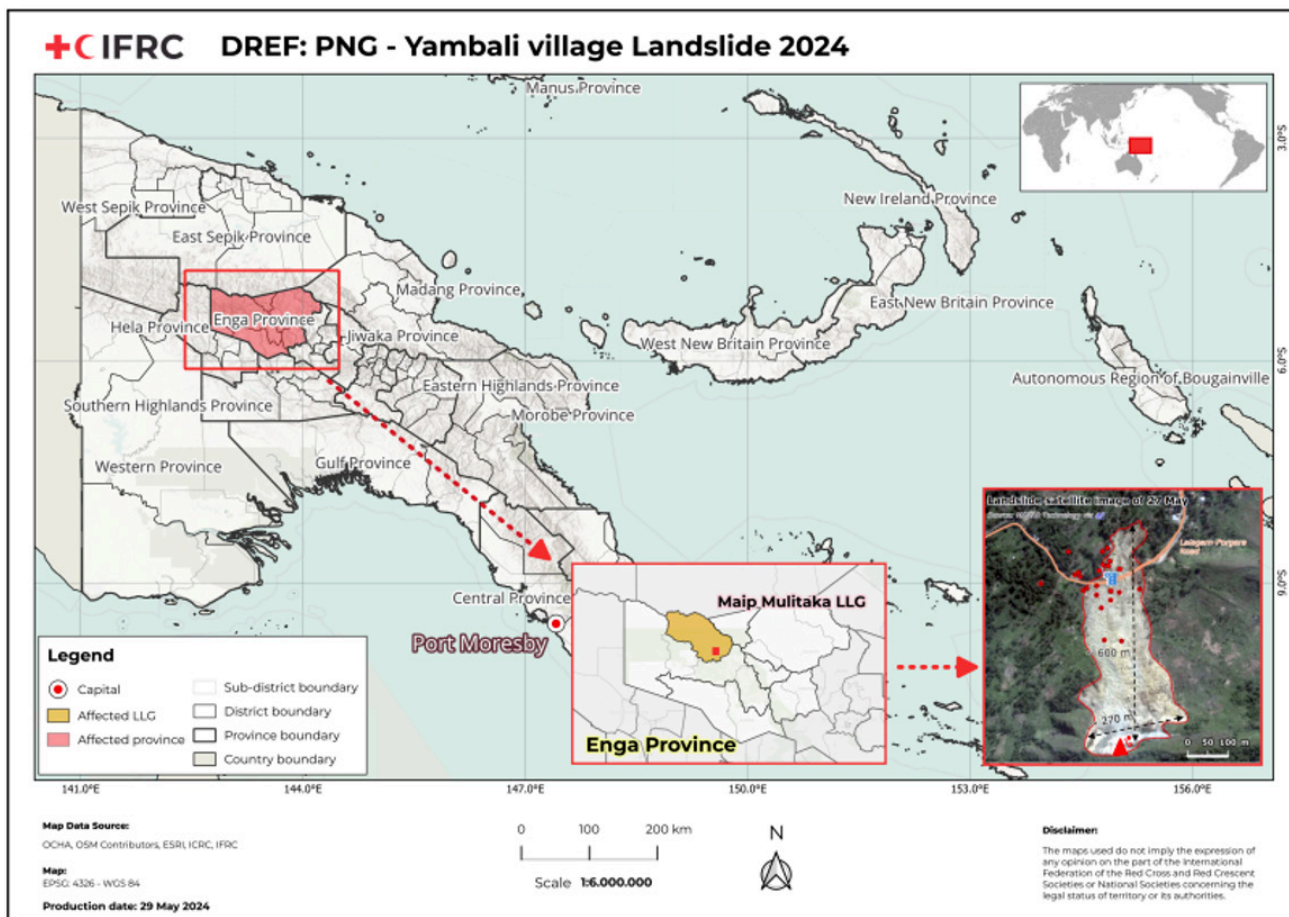 IFRC DREF: PNG - Yambali village Landslide 2024
Manus Province
3.0°S
New Ireland Province
West Sepik Province
East Sepik Province
Madang Province
East New Britain Province
Enga Province
Hela Province
Jiwaka Province
West New Britain Province
6.0°S
Eastern Highlands Province
Autonomous Region of Bougainville
Southern Highlands Province
Morobe Province
Western Province
Gulf Province
Landslide satellite image of 27 May
600 m
270 m
0 50 100 m
9.0°S
Central Province
Port Moresby
Maip Mulitaka LLG
Enga Province
Legend
Capital
Affected LLG
Affected province
Sub-district boundary
District boundary
Province boundary
Country boundary
141.0°E 144.0°E 147.0°E 150.0°E 153.0°E 156.0°E
Map Data Source:
OCHA, OSM Contributors, ESRI, ICRC, IFRC
Map:
EPSG: 4326 - WGS 84
Production date: 29 May 2024
0 100 200 km
Scale 1:6.000.000
N
Disclaimer:
The maps used do not imply the expression of
any opinion on the part of the International
Federation of the Red Cross and Red Crescent
Societies or National Societies concerning the
legal status of territory or its authorities.